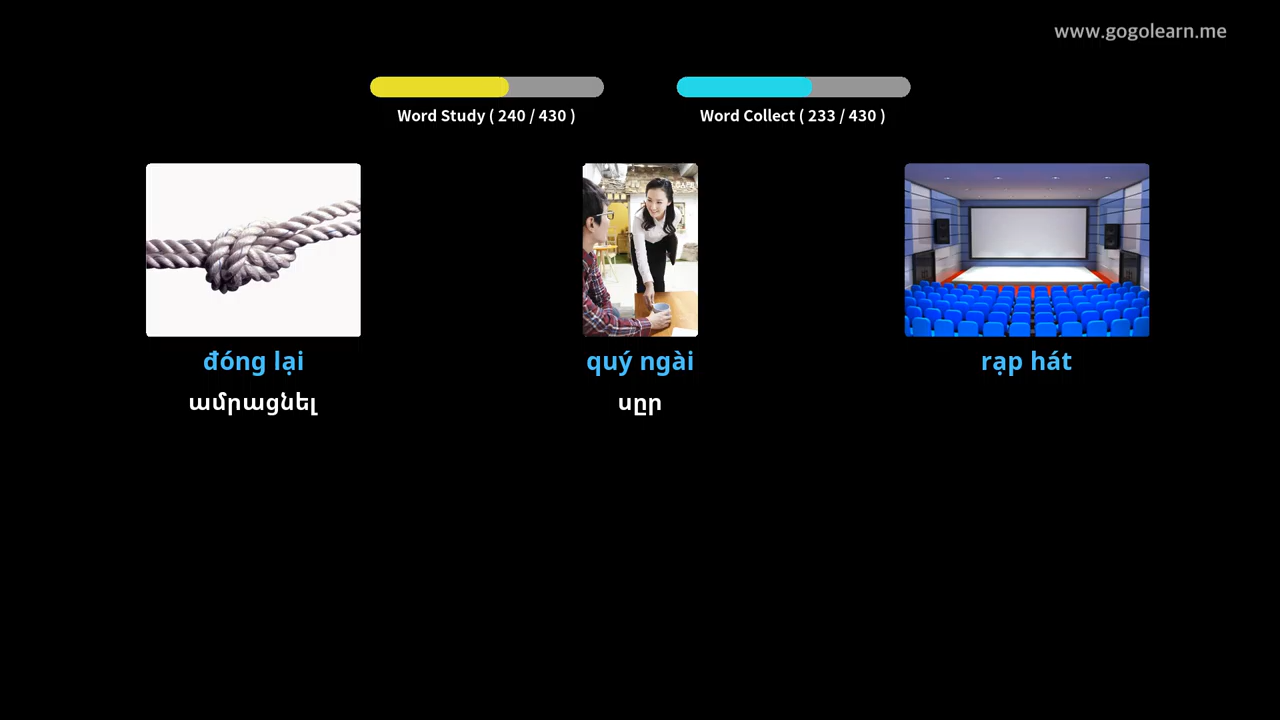 www.gogolearn.me
Word Study ( 240 / 430 )
Word Collect ( 233 / 430 )
đóng lại
ամրացնել
quý ngài
սըր
rạp hát